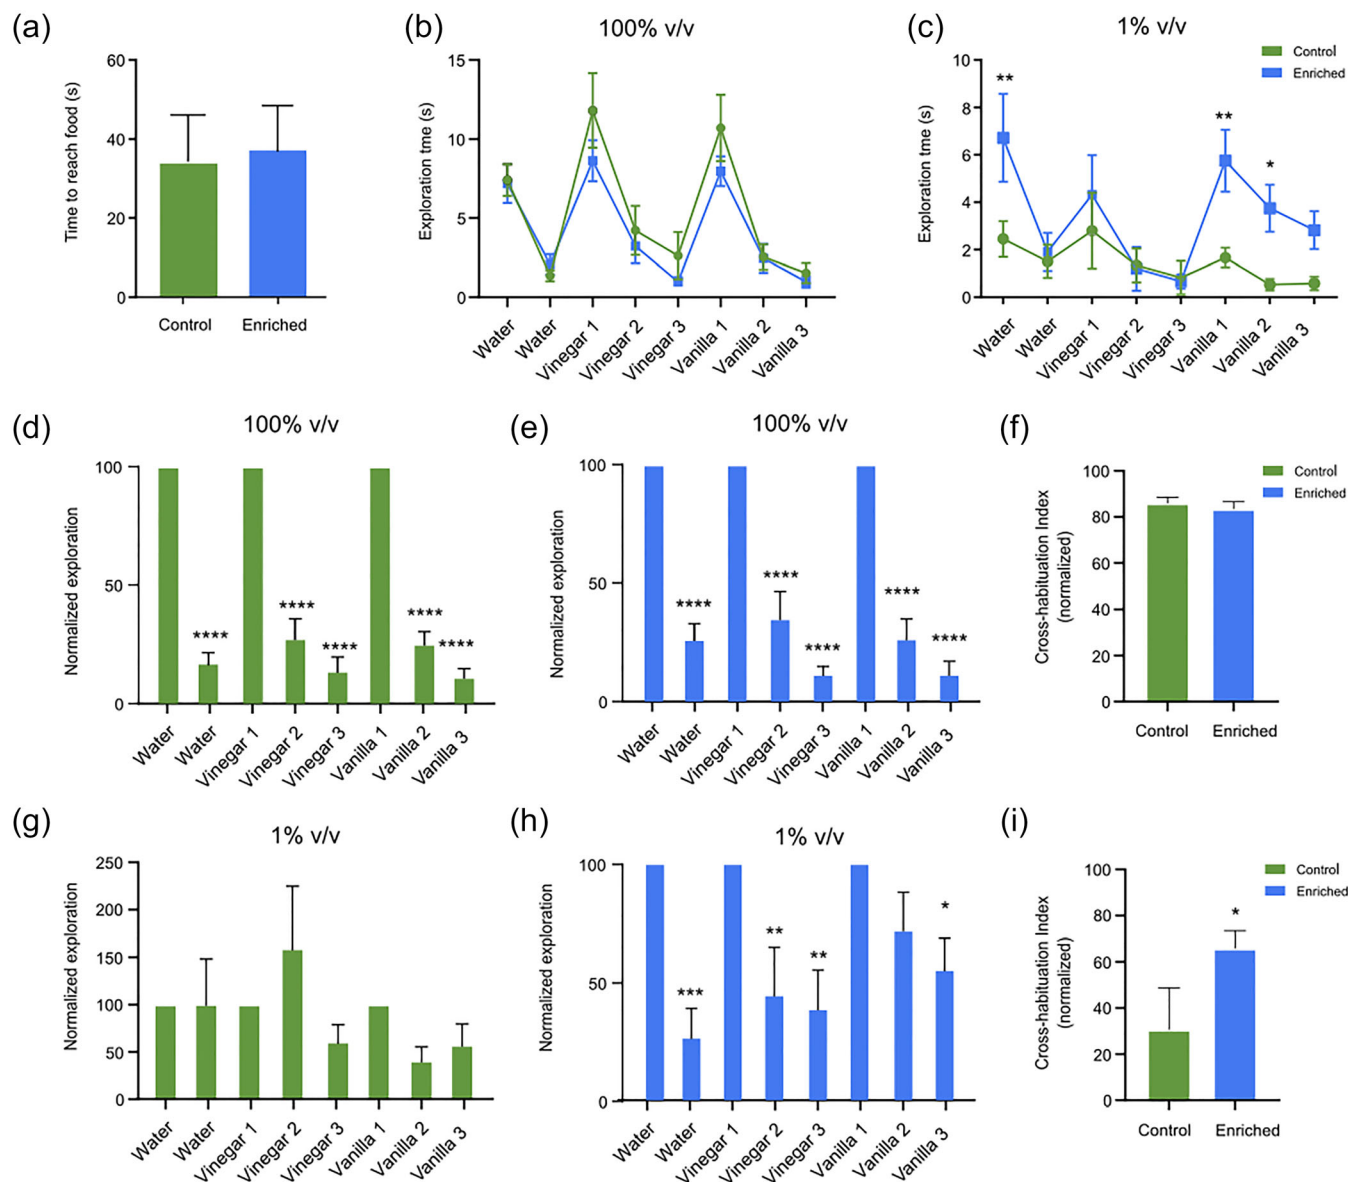 (a)
Time to reach food (s)
60
40
20
0
Control
Enriched
(b)
100% v/v
Exploration tme (s)
15
10
5
0
Water
Water
Vinegar 1
Vinegar 2
Vinegar 3
Vanilla 1
Vanilla 2
Vanilla 3
(c)
1% v/v
Control
Enriched
Exploration tme (s)
10
8
6
4
2
0
**
**
*
Water
Water
Vinegar 1
Vinegar 2
Vinegar 3
Vanilla 1
Vanilla 2
Vanilla 3
(d)
100% v/v
Normalized exploration
100
50
0
****
****
****
****
****
Water
Water
Vinegar 1
Vinegar 2
Vinegar 3
Vanilla 1
Vanilla 2
Vanilla 3
(e)
100% v/v
Normalized exploration
100
50
0
****
****
****
****
****
Water
Water
Vinegar 1
Vinegar 2
Vinegar 3
Vanilla 1
Vanilla 2
Vanilla 3
(f)
Control
Enriched
Cross-habituation Index
(normalized)
100
80
60
40
20
0
Control
Enriched
(g)
1% v/v
Normalized exploration
250
200
150
100
50
0
Water
Water
Vinegar 1
Vinegar 2
Vinegar 3
Vanilla 1
Vanilla 2
Vanilla 3
(h)
1% v/v
Normalized exploration
100
50
0
***
**
**
*
Water
Water
Vinegar 1
Vinegar 2
Vinegar 3
Vanilla 1
Vanilla 2
Vanilla 3
(i)
Control
Enriched
Cross-habituation Index
(normalized)
100
80
60
40
20
0
*
Control
Enriched